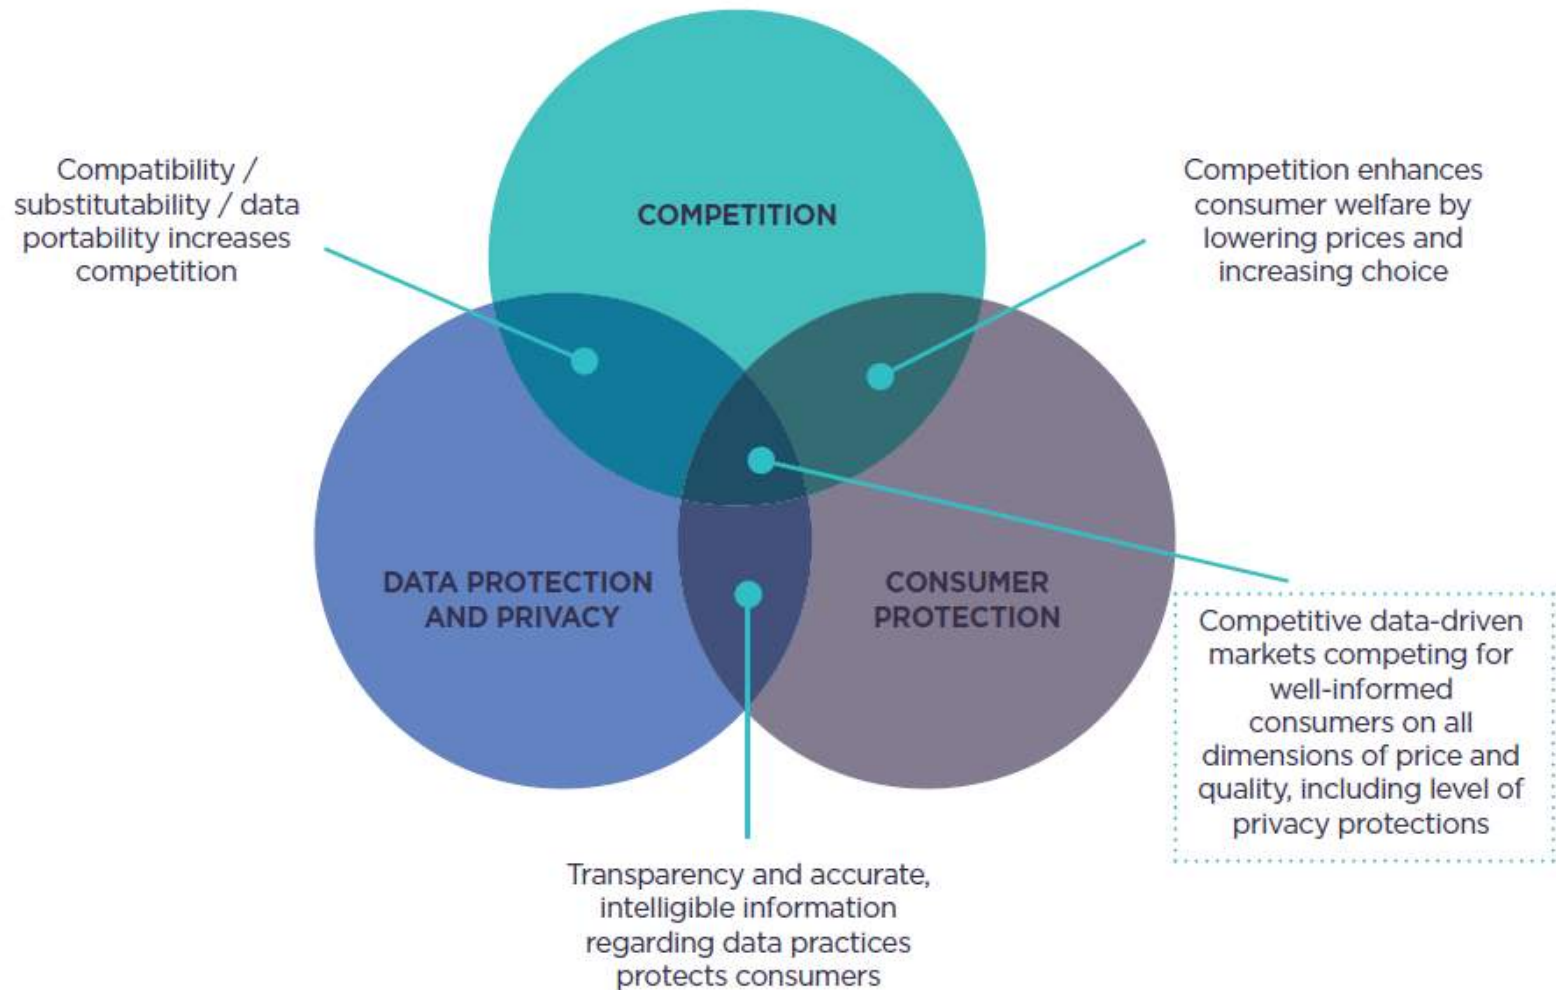 Compatibility /
substitutability / data
portability increases
competition
COMPETITION
Competition enhances
consumer welfare by
lowering prices and
increasing choice
DATA PROTECTION
AND PRIVACY
CONSUMER
PROTECTION
Competitive data-driven
markets competing for
well-informed
consumers on all
dimensions of price and
quality, including level of
privacy protections
Transparency and accurate,
intelligible information
regarding data practices
protects consumers